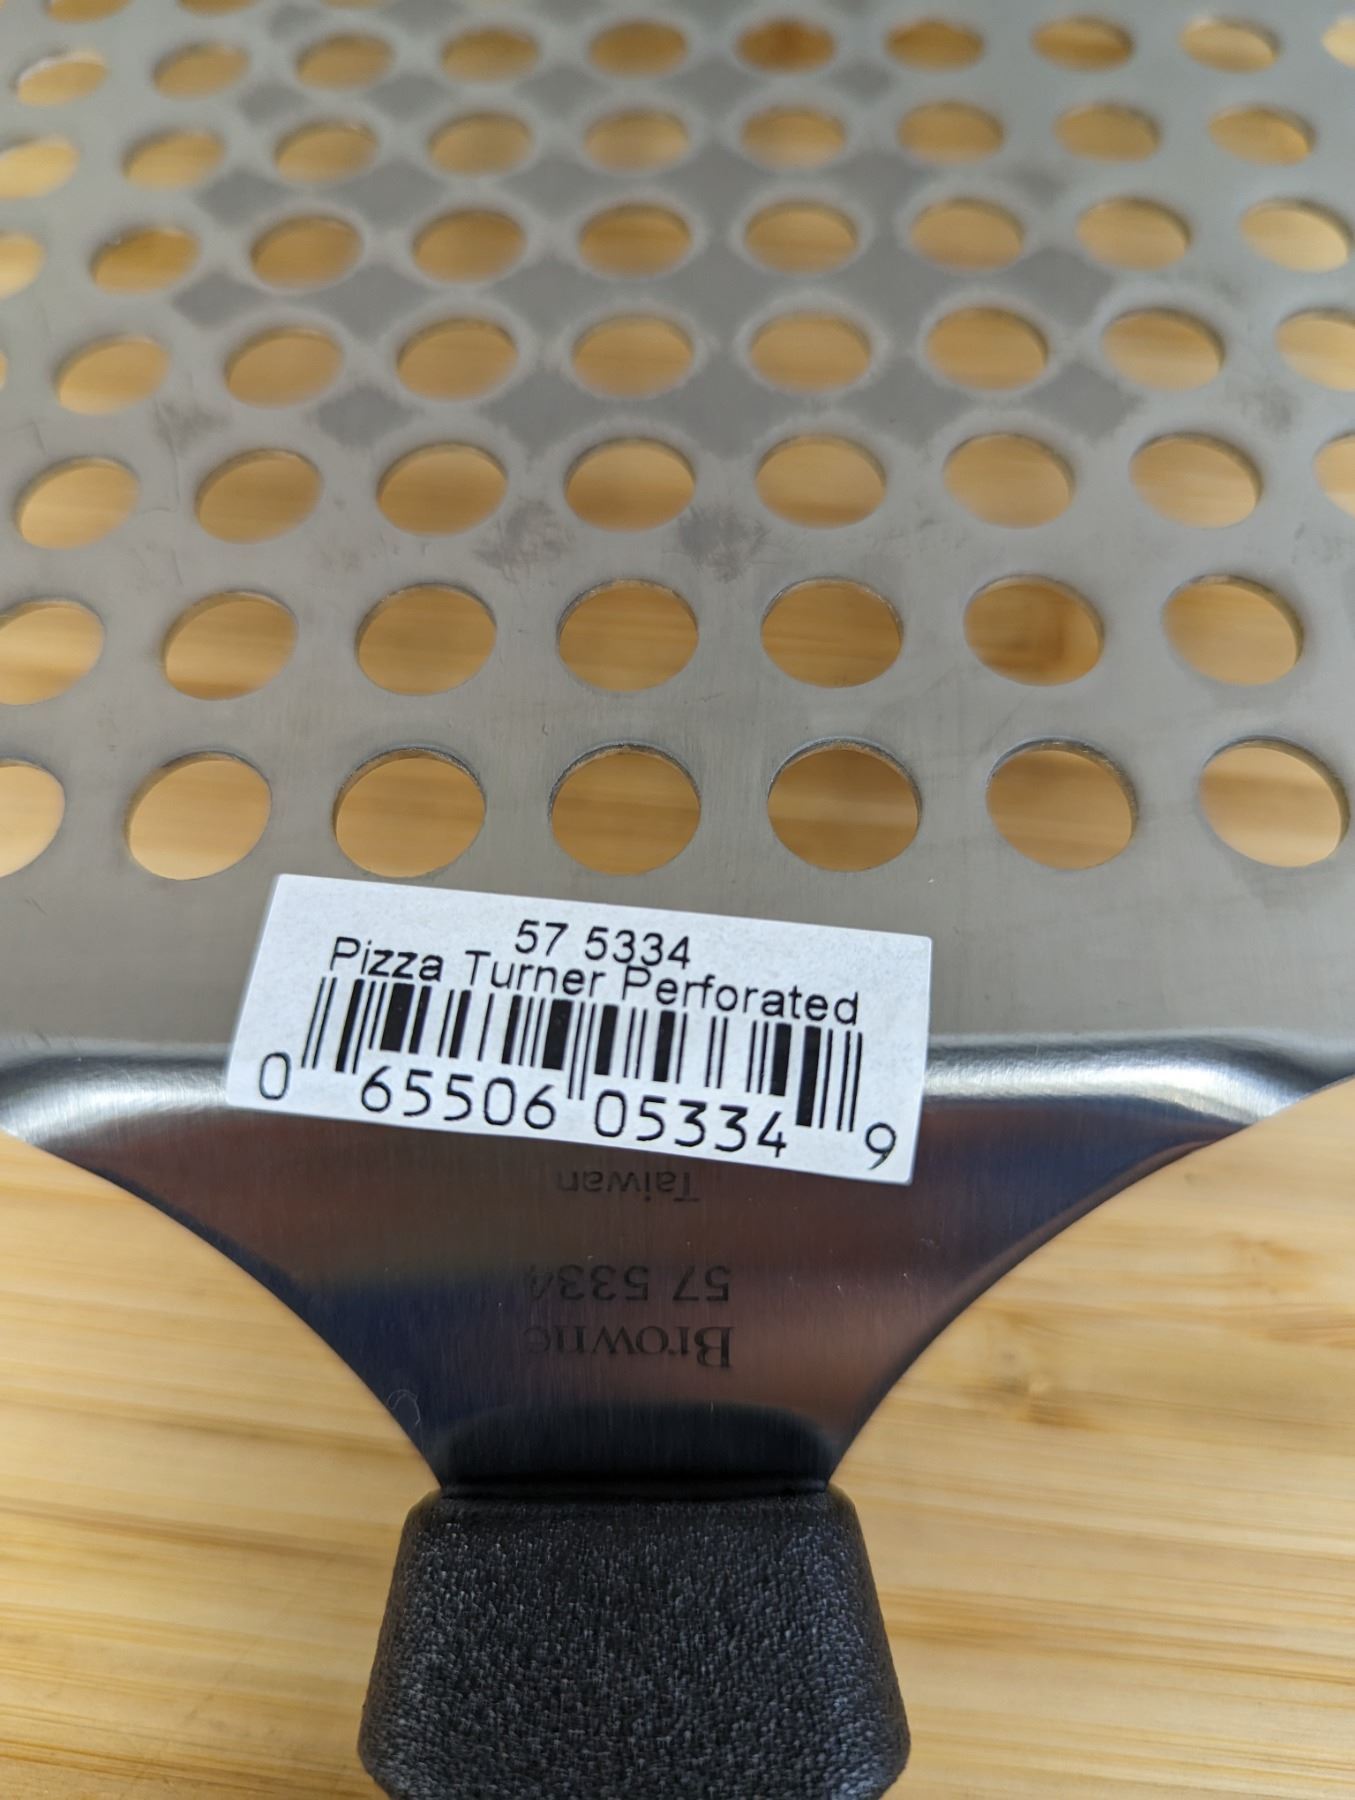 57 5334
Pizza Turner Perforated
0 65506 05334 9
Browne
57 5334
Taiwan